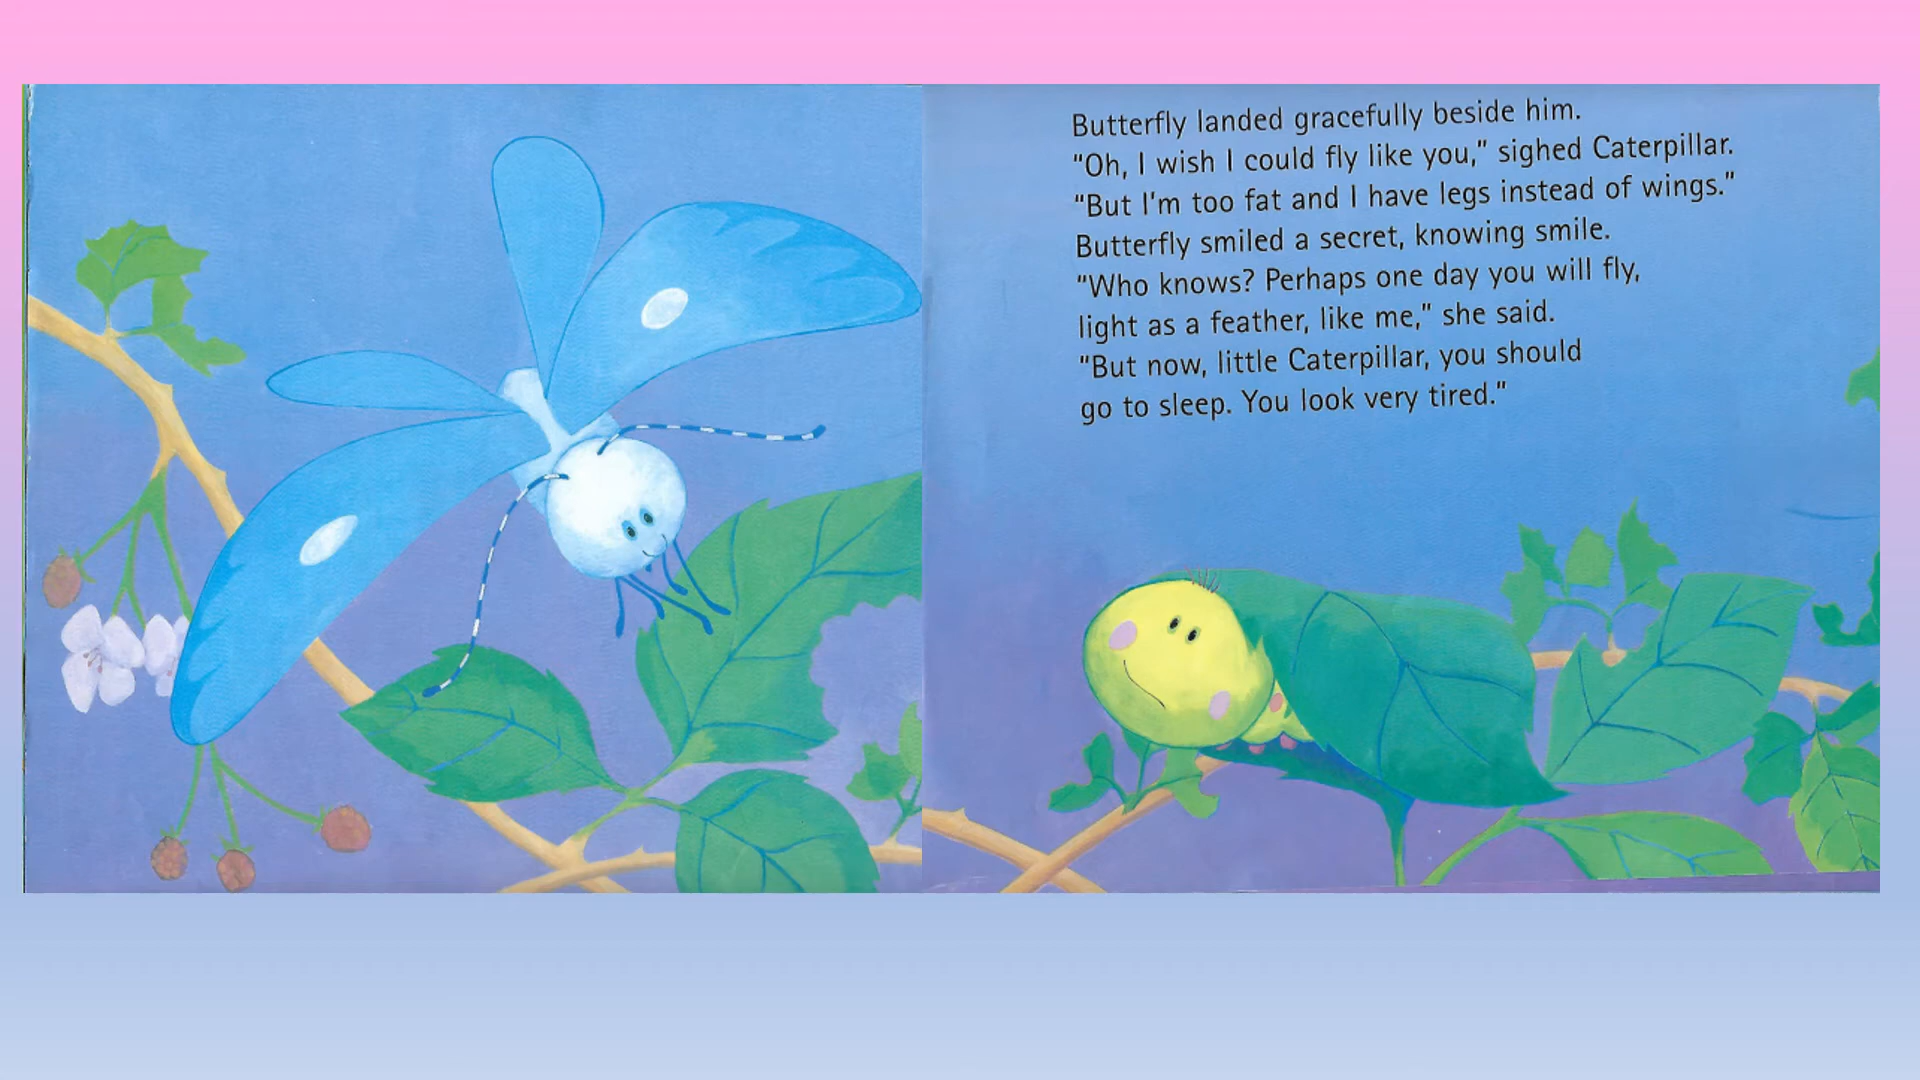 Butterfly landed gracefully beside him.
"Oh, I wish I could fly like you," sighed Caterpillar.
"But I'm too fat and I have legs instead of wings."
Butterfly smiled a secret, knowing smile.
"Who knows? Perhaps one day you will fly,
light as a feather, like me," she said.
"But now, little Caterpillar, you should
go to sleep. You look very tired."